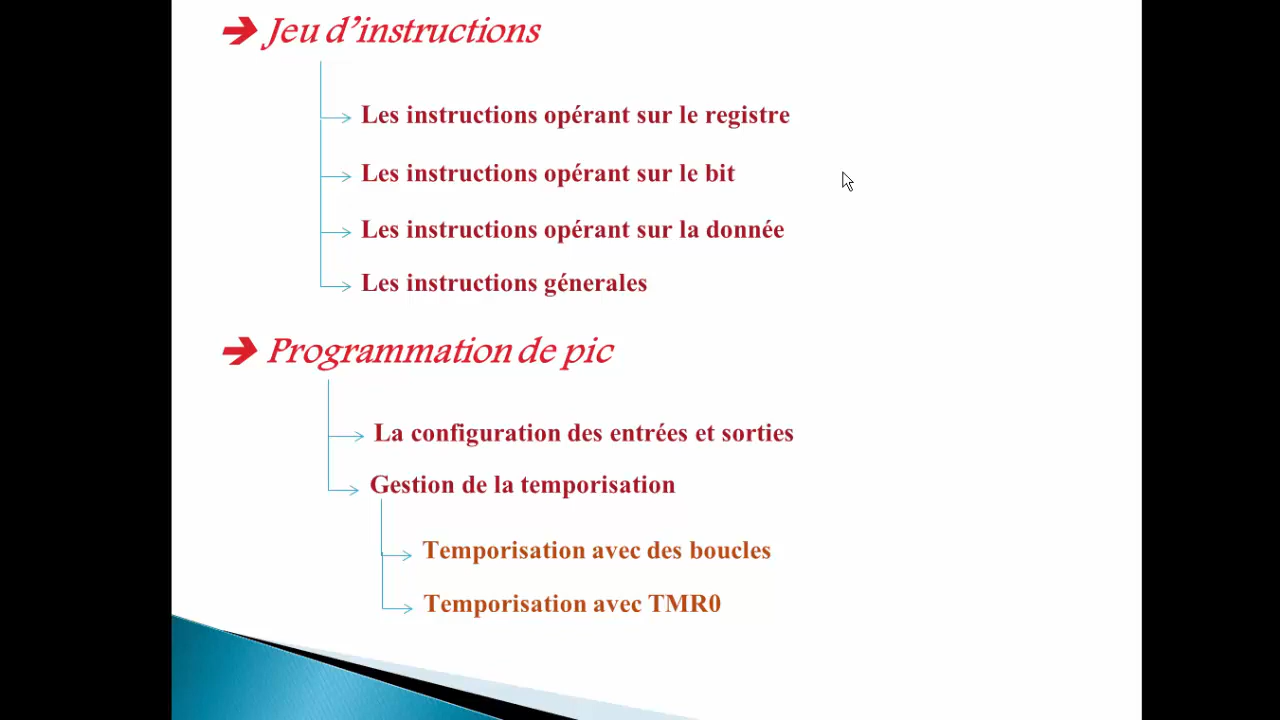 Jeu d'instructions
Les instructions opérant sur le registre
Les instructions opérant sur le bit
Les instructions opérant sur la donnée
Les instructions génerales
Programmation de pic
La configuration des entrées et sorties
Gestion de la temporisation
Temporisation avec des boucles
Temporisation avec TMR0